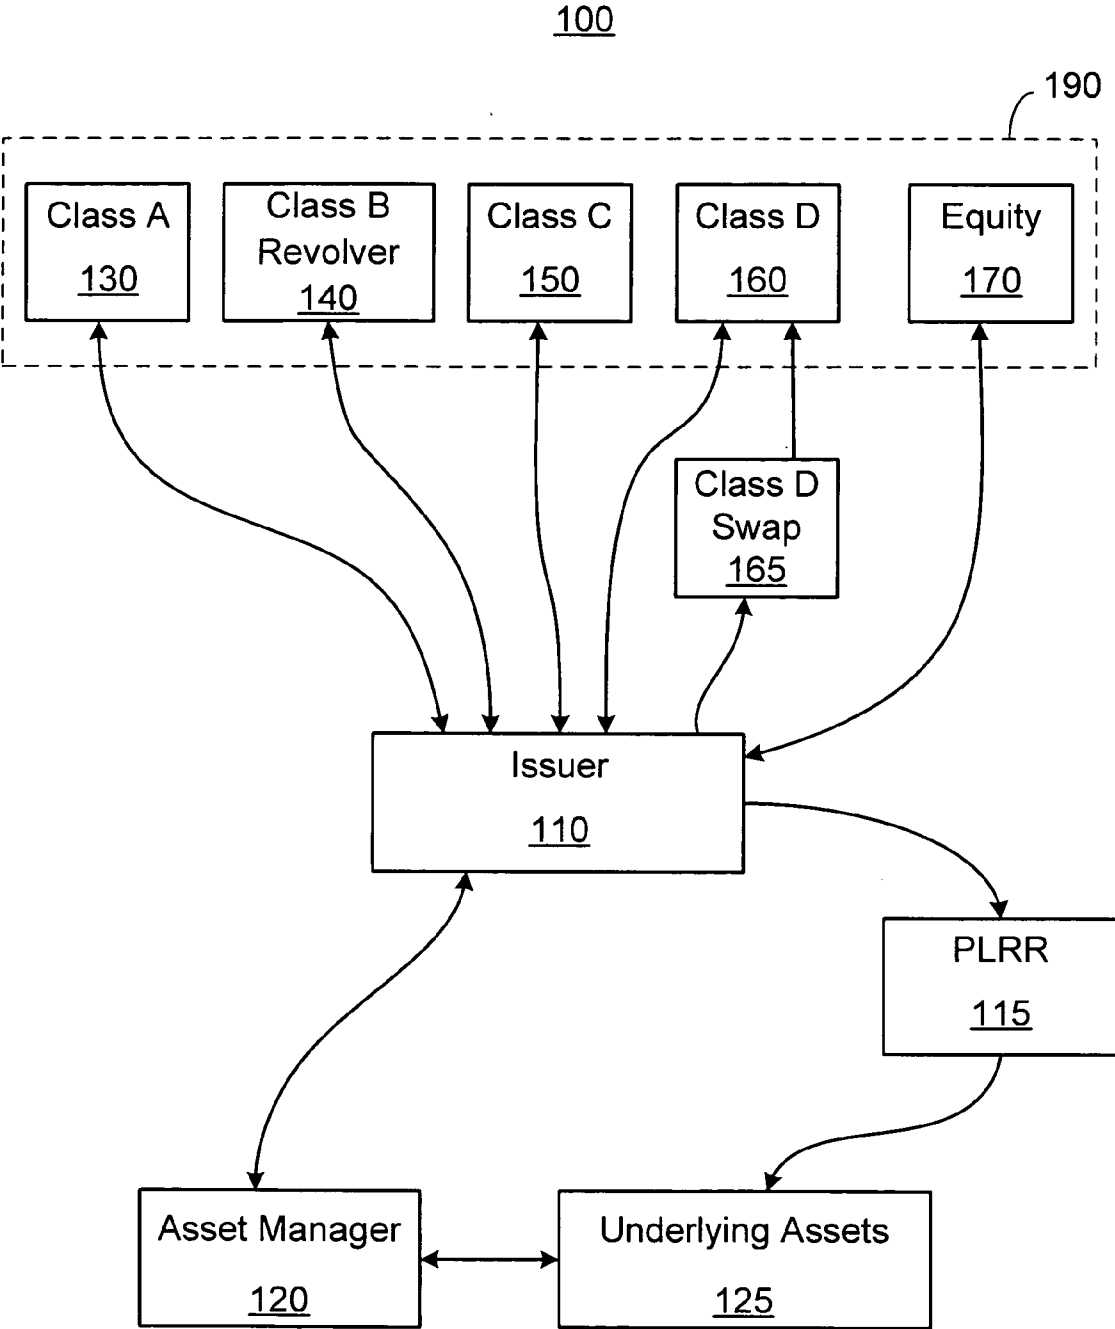 100
190
Class A
130
Class B
Revolver
140
Class C
150
Class D
160
Equity
170
Class D
Swap
165
Issuer
110
PLRR
115
Asset Manager
120
Underlying Assets
125